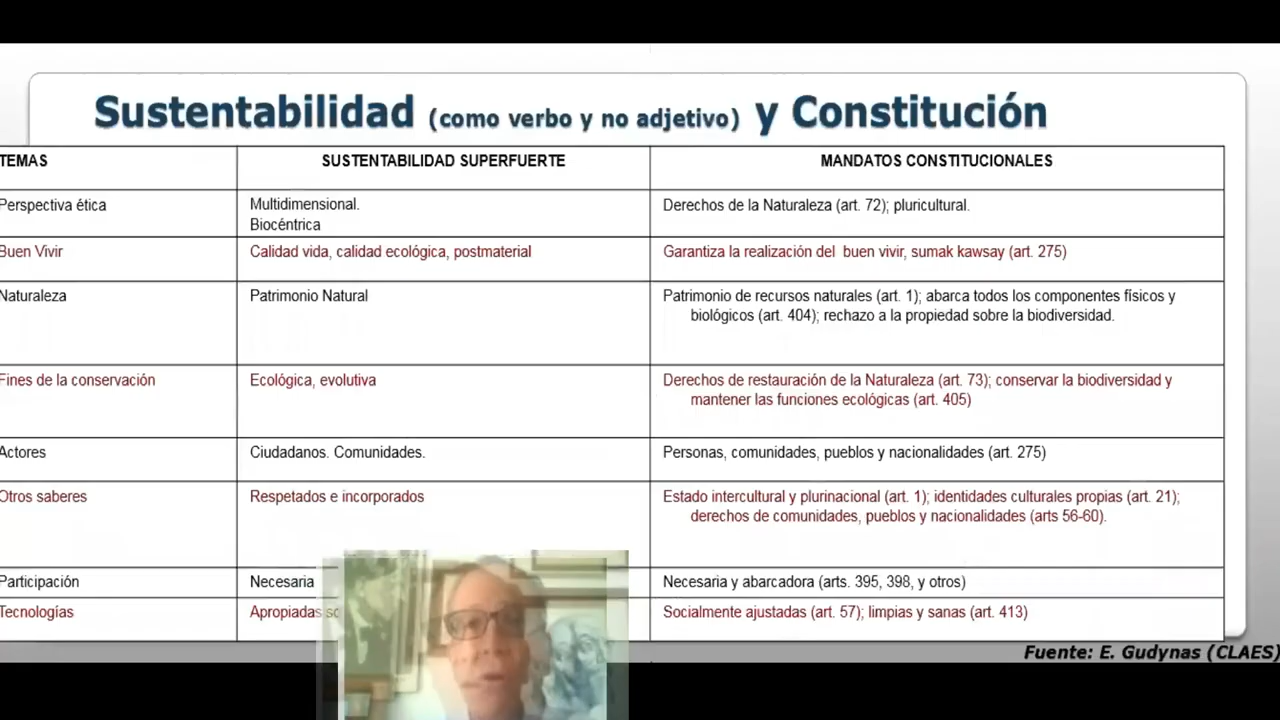 Sustentabilidad (como verbo y no adjetivo) y Constitución
TEMAS SUSTENTABILIDAD SUPERFUERTE MANDATOS CONSTITUCIONALES
Perspectiva ética Multidimensional. Derechos de la Naturaleza (art. 72); pluricultural.
Biocéntrica
Buen Vivir Calidad vida, calidad ecológica, postmaterial Garantiza la realización del buen vivir, sumak kawsay (art. 275)
Naturaleza Patrimonio Natural Patrimonio de recursos naturales (art. 1); abarca todos los componentes físicos y
biológicos (art. 404); rechazo a la propiedad sobre la biodiversidad.
Fines de la conservación Ecológica, evolutiva Derechos de restauración de la Naturaleza (art. 73); conservar la biodiversidad y
mantener las funciones ecológicas (art. 405)
Actores Ciudadanos. Comunidades. Personas, comunidades, pueblos y nacionalidades (art. 275)
Otros saberes Respetados e incorporados Estado intercultural y plurinacional (art. 1); identidades culturales propias (art. 21);
derechos de comunidades, pueblos y nacionalidades (arts 56-60).
Participación Necesaria Necesaria y abarcadora (arts. 395, 398, y otros)
Tecnologías Apropiadas Socialmente ajustadas (art. 57); limpias y sanas (art. 413)
Fuente: E. Gudynas (CLAES)